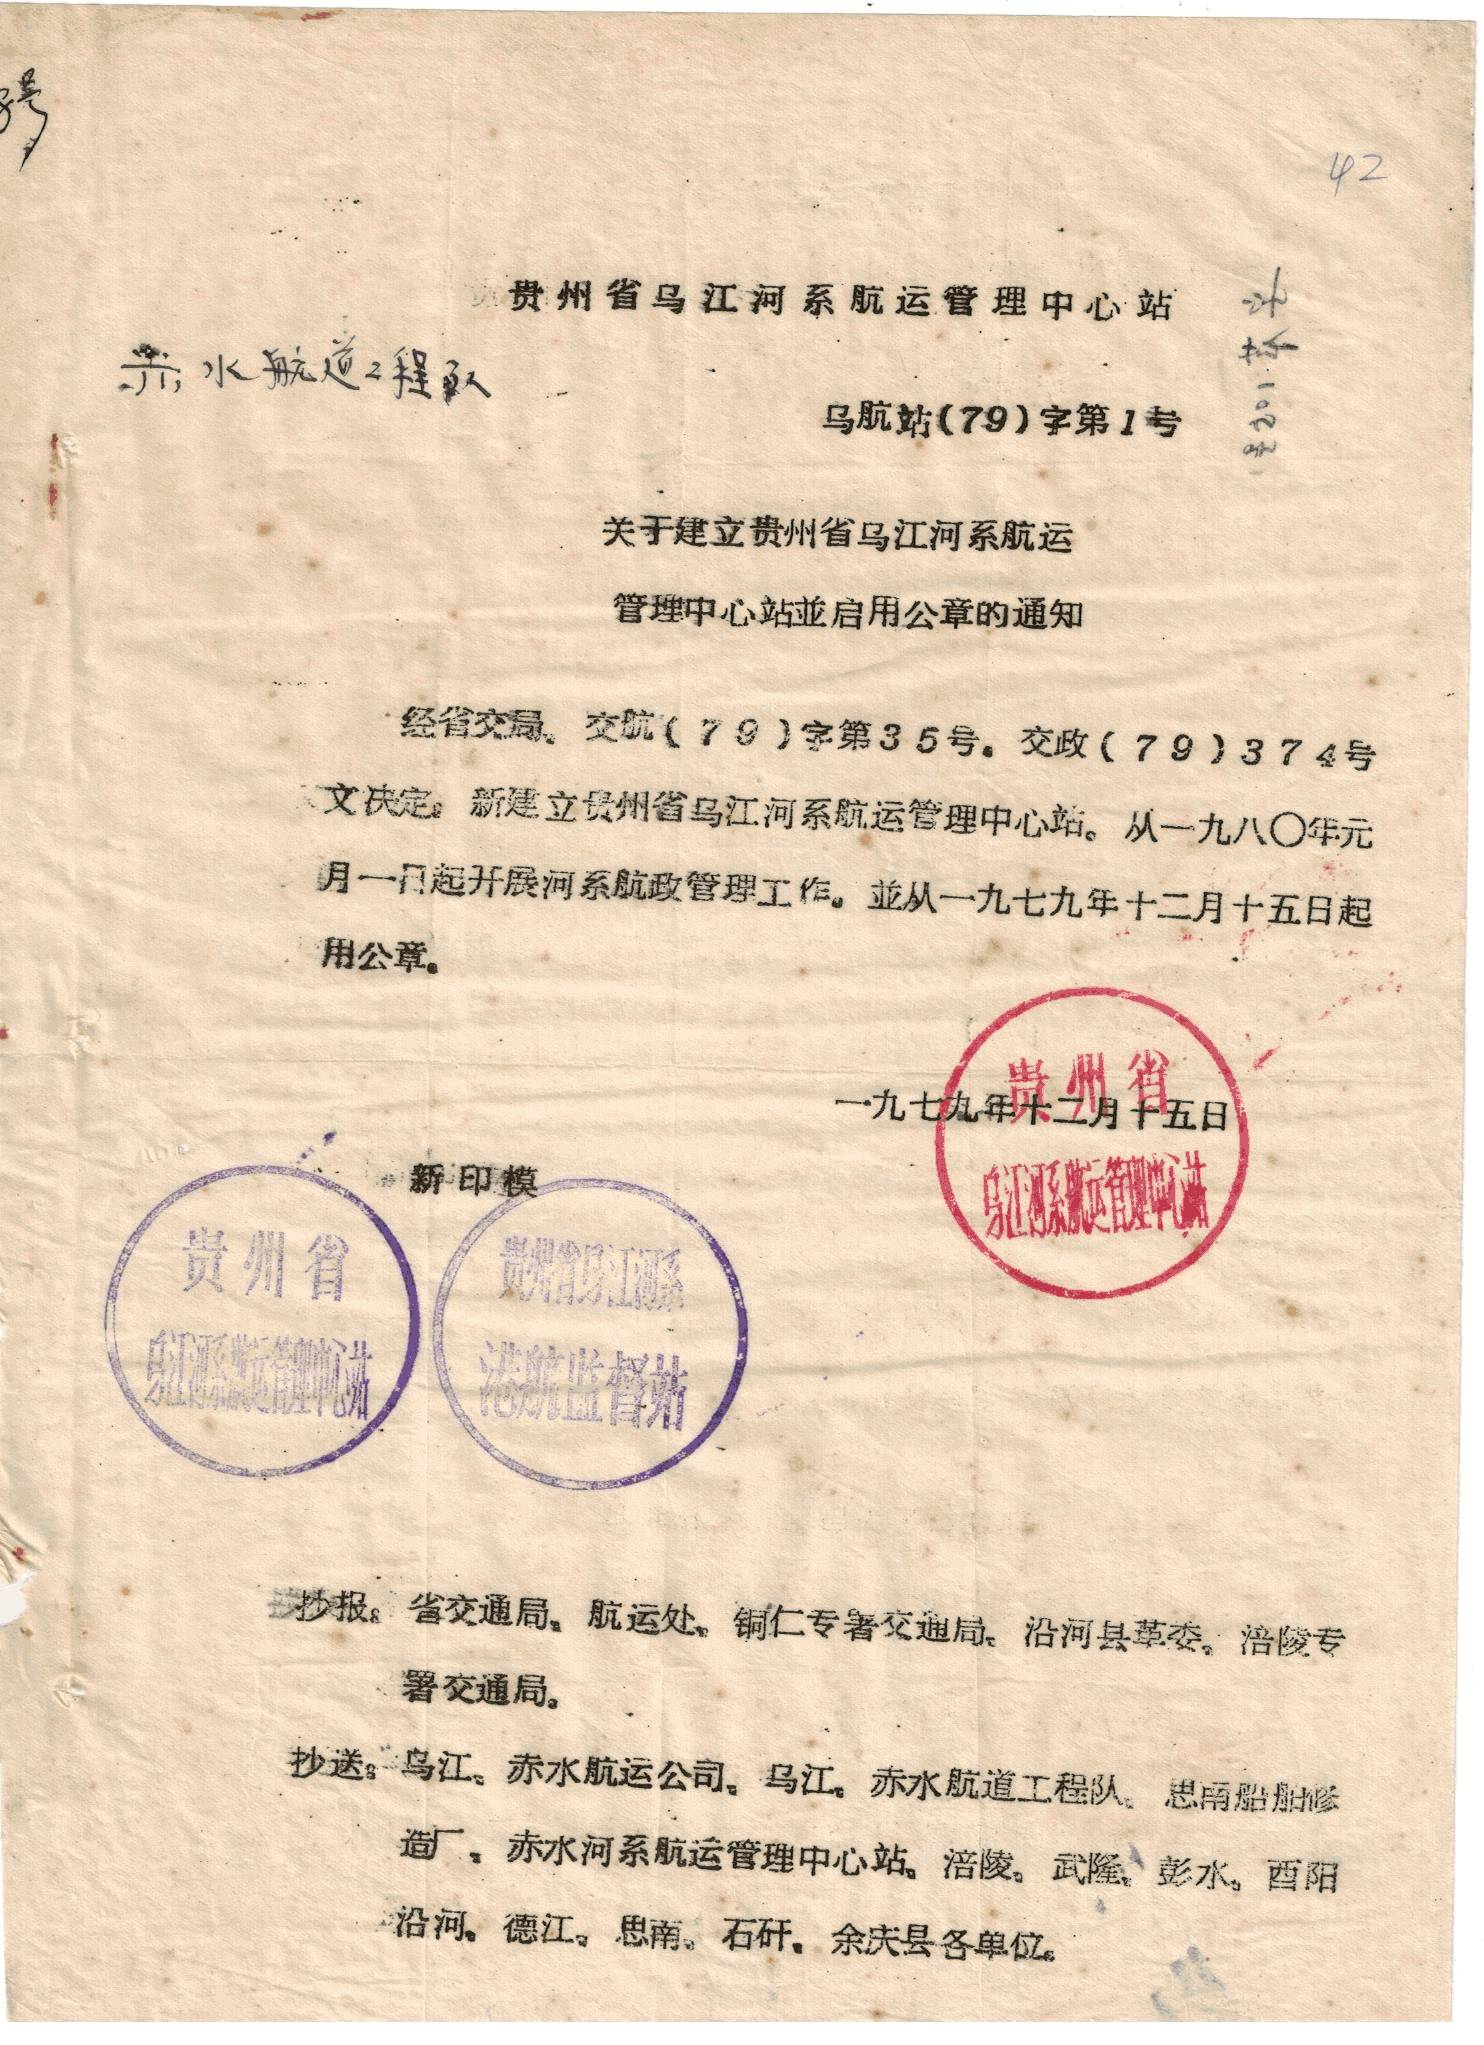 42
贵州省乌江河系航运管理中心站
赤水航道工程队
乌航站(79)字第1号
关于建立贵州省乌江河系航运
管理中心站並启用公章的通知
经省交局、交航(79)字第35号。交政(79)374号
文决定。新建立贵州省乌江河系航运管理中心站。从一九八〇年元
月一日起开展河系航政管理工作。並从一九七九年十二月十五日起
用公章。
一九七九年十二月十五日
贵州省
乌江河系航运管理中心站
新印模
贵州省
乌江河系航运管理中心站
贵州省乌江河系
港航监督站
抄报：省交通局、航运处、铜仁专署交通局、沿河县革委、涪陵专
署交通局。
抄送：乌江、赤水航运公司、乌江、赤水航道工程队、思南船舶修
造厂、赤水河系航运管理中心站、涪陵、武隆、彭水、酉阳
沿河、德江、思南、石矸、余庆县各单位。